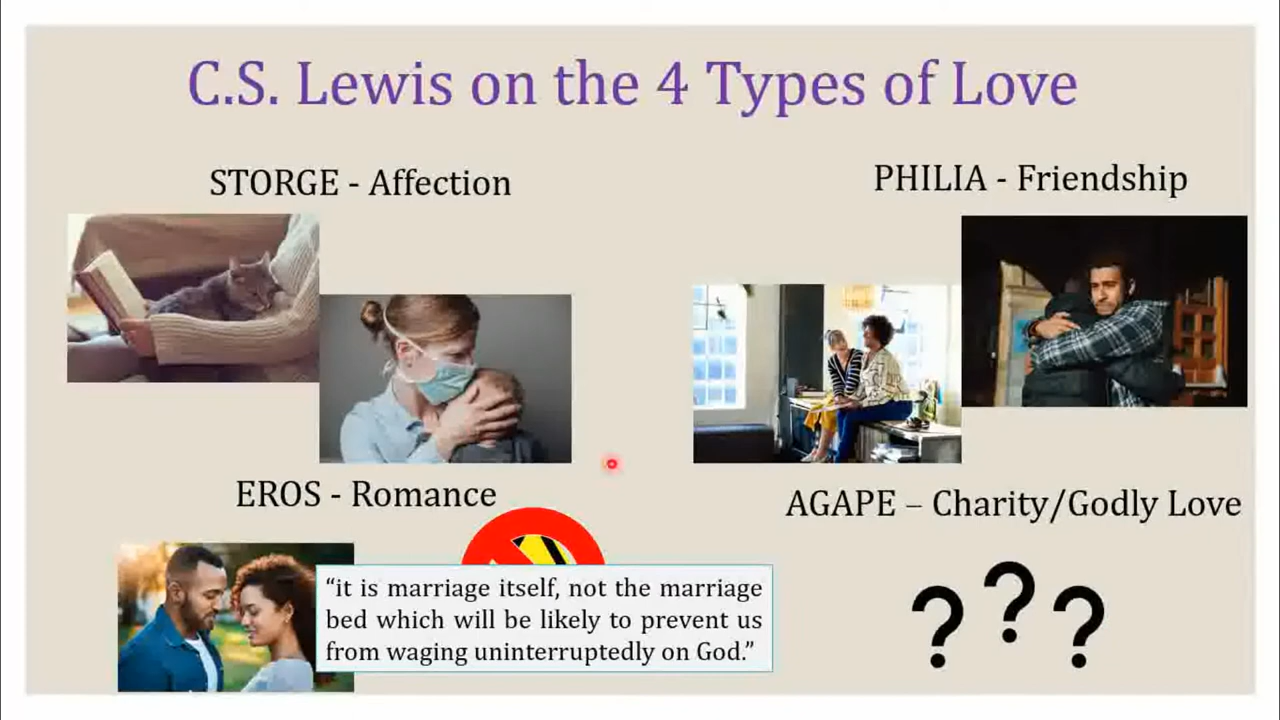 C.S. Lewis on the 4 Types of Love
STORGE - Affection
PHILIA - Friendship
EROS - Romance
AGAPE – Charity/Godly Love
“it is marriage itself, not the marriage
bed which will be likely to prevent us
from waging uninterruptedly on God.”
? ? ?